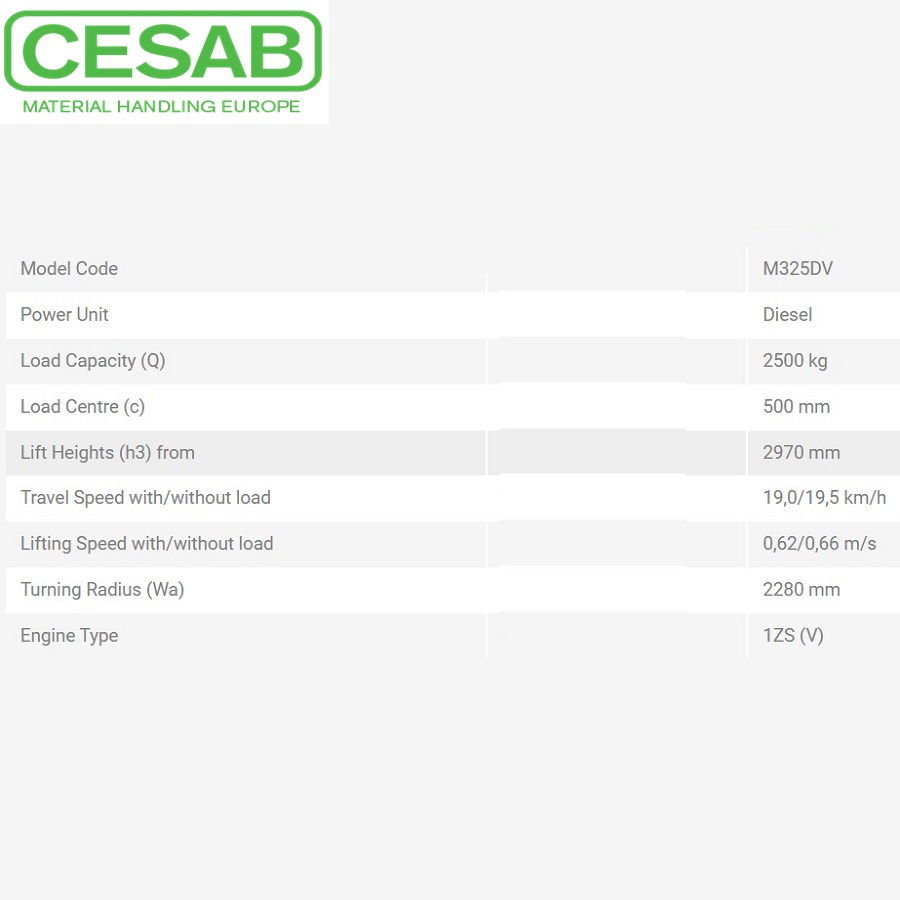 CESAB
MATERIAL HANDLING EUROPE
Model Code M325DV
Power Unit Diesel
Load Capacity (Q) 2500 kg
Load Centre (c) 500 mm
Lift Heights (h3) from 2970 mm
Travel Speed with/without load 19,0/19,5 km/h
Lifting Speed with/without load 0,62/0,66 m/s
Turning Radius (Wa) 2280 mm
Engine Type 1ZS (V)